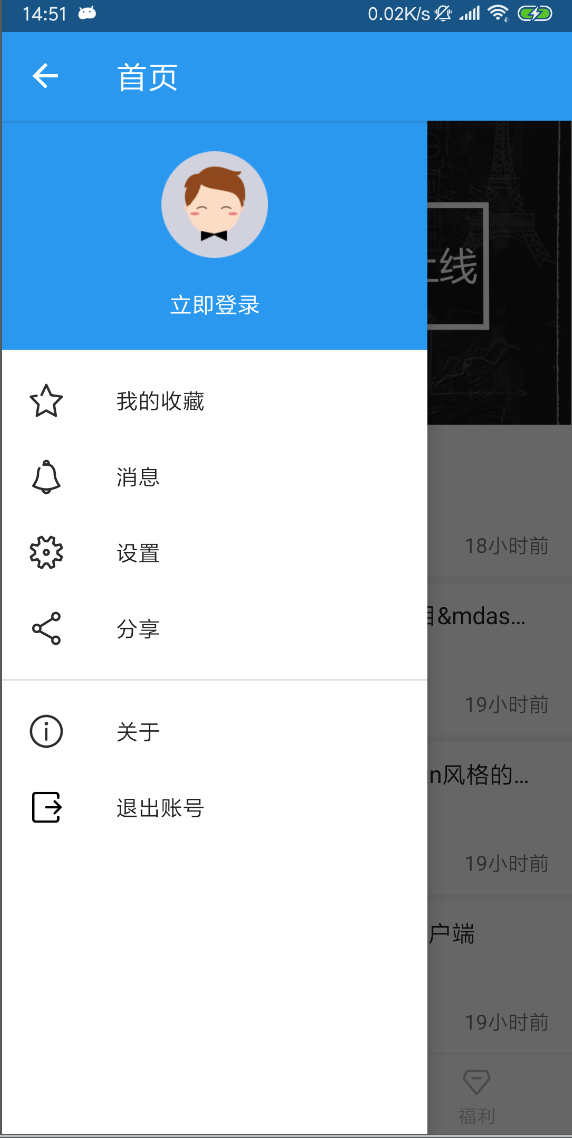 14:51 0.02K/s
首页
上线
立即登录
我的收藏
消息
设置
18小时前
&mdas...
分享
19小时前
关于
n风格的...
退出账号
19小时前
户端
19小时前
福利